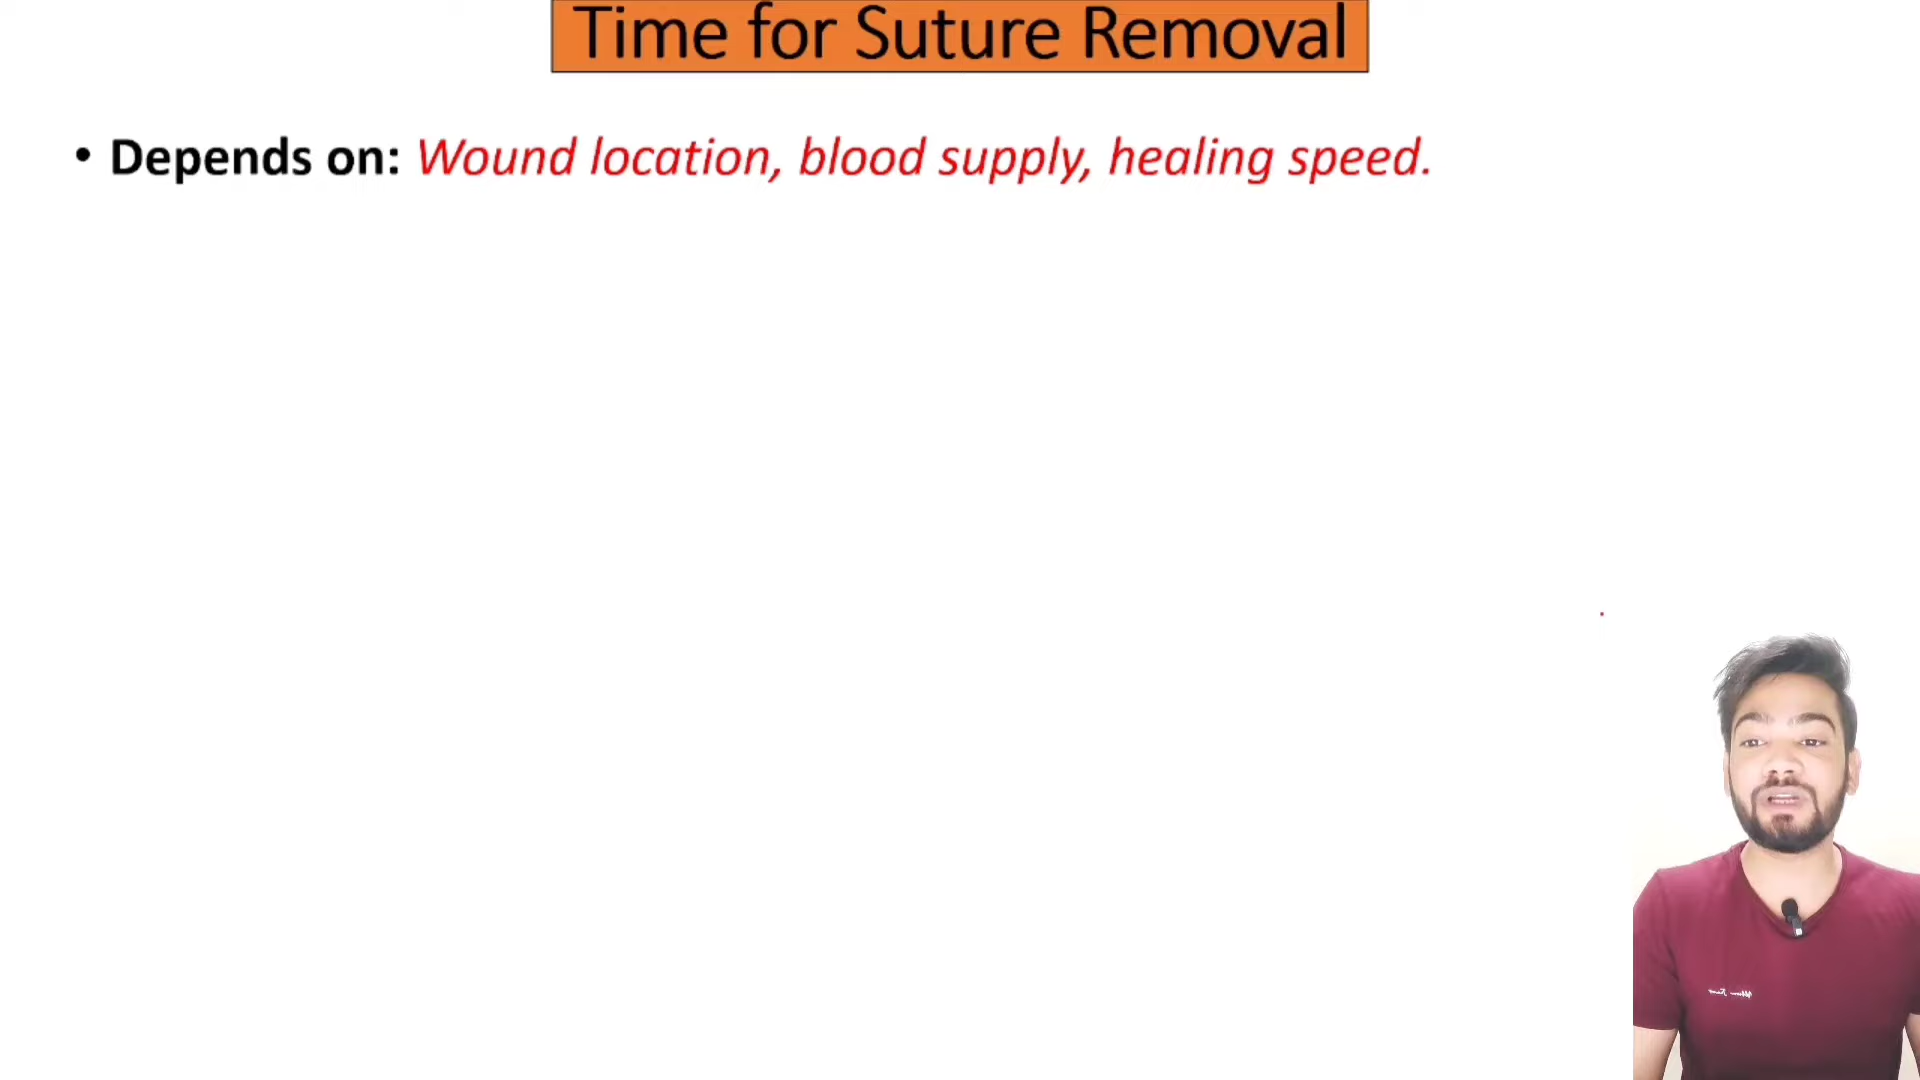 Time for Suture Removal
• Depends on: Wound location, blood supply, healing speed.